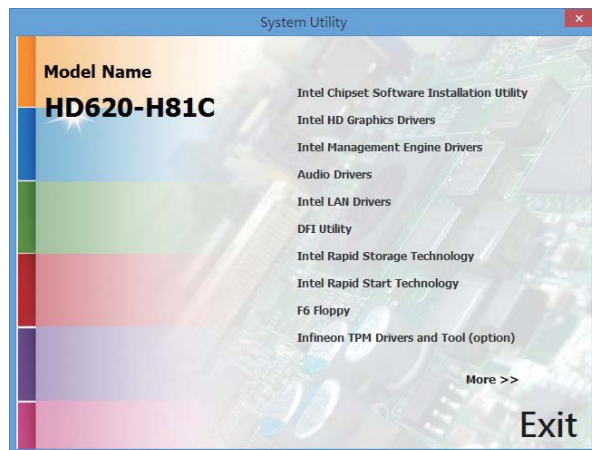 System Utility
Model Name
HD620-H81C
Intel Chipset Software Installation Utility
Intel HD Graphics Drivers
Intel Management Engine Drivers
Audio Drivers
Intel LAN Drivers
DFI Utility
Intel Rapid Storage Technology
Intel Rapid Start Technology
F6 Floppy
Infineon TPM Drivers and Tool (option)
More >>
Exit